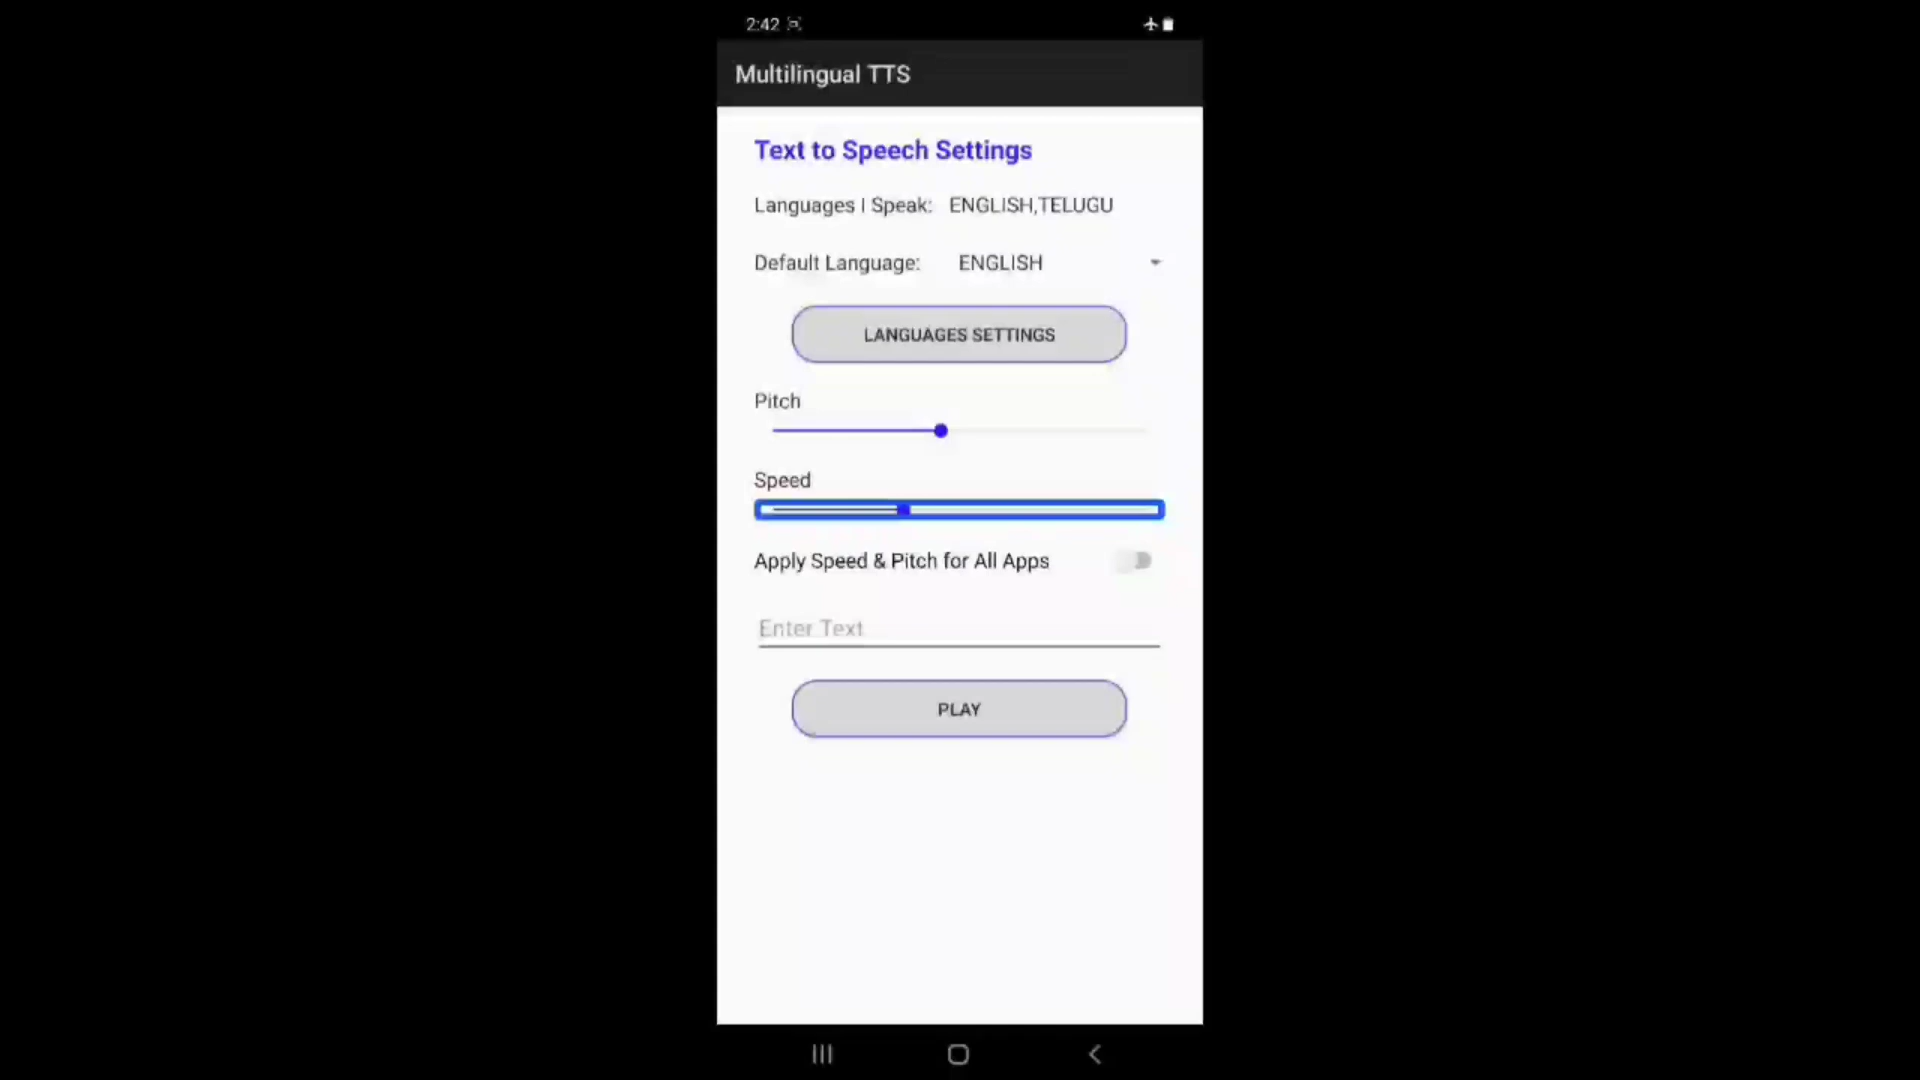 2:42
Multilingual TTS
Text to Speech Settings
Languages I Speak: ENGLISH,TELUGU
Default Language: ENGLISH
LANGUAGES SETTINGS
Pitch
Speed
Apply Speed & Pitch for All Apps
Enter Text
PLAY